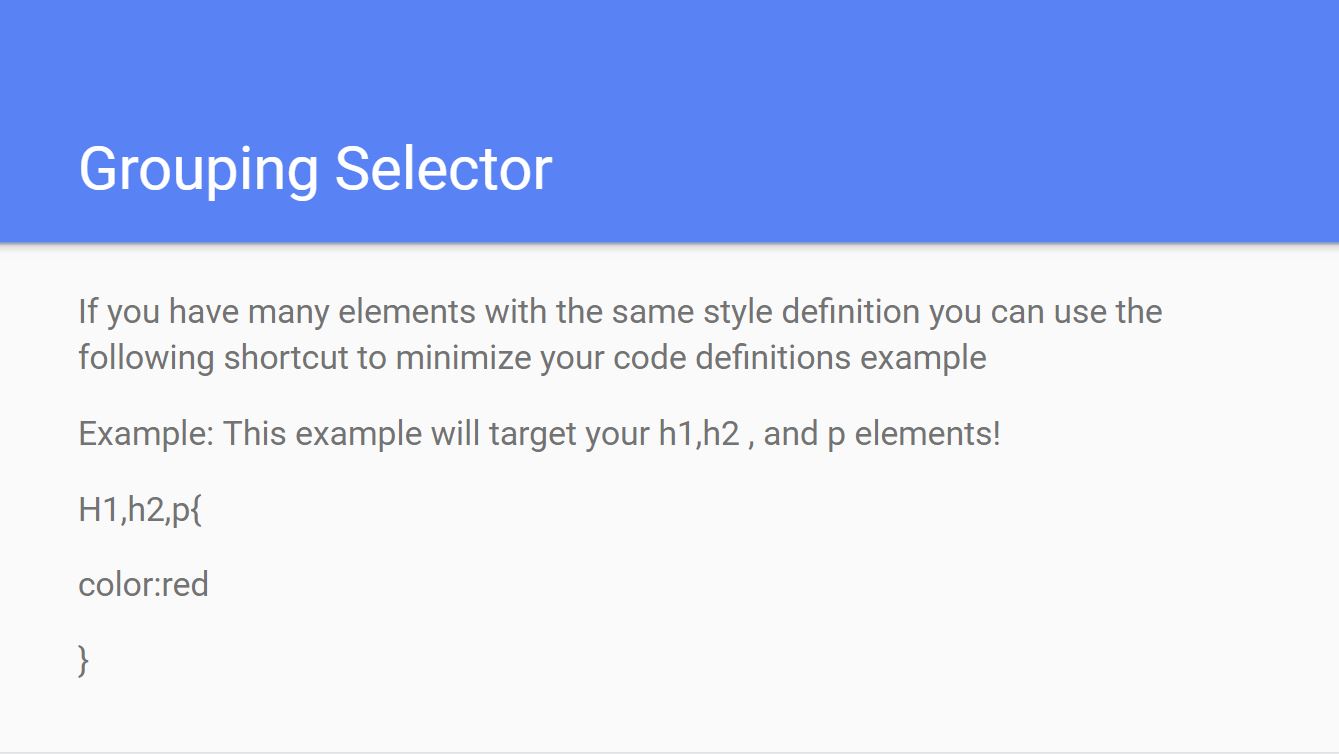 Grouping Selector
If you have many elements with the same style definition you can use the
following shortcut to minimize your code definitions example
Example: This example will target your h1,h2 , and p elements!
H1,h2,p{
color:red
}